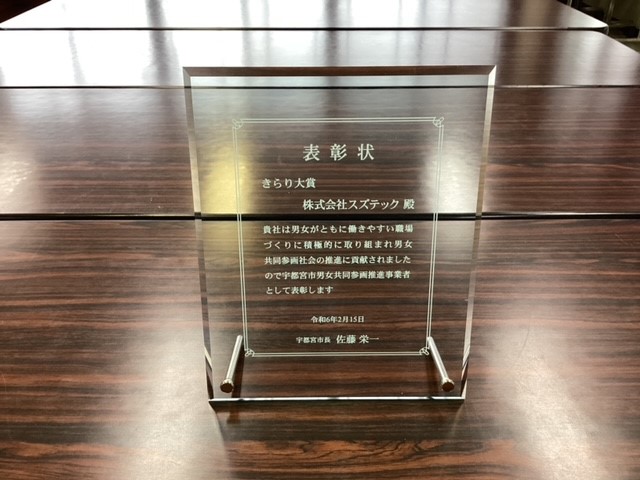 表彰状
きらり大賞
株式会社スズテック 殿
貴社は男女がともに働きやすい職場
づくりに積極的に取り組まれ男女
共同参画社会の推進に貢献されました
ので宇都宮市男女共同参画推進事業者
として表彰します
令和6年2月15日
宇都宮市長 佐藤 栄一